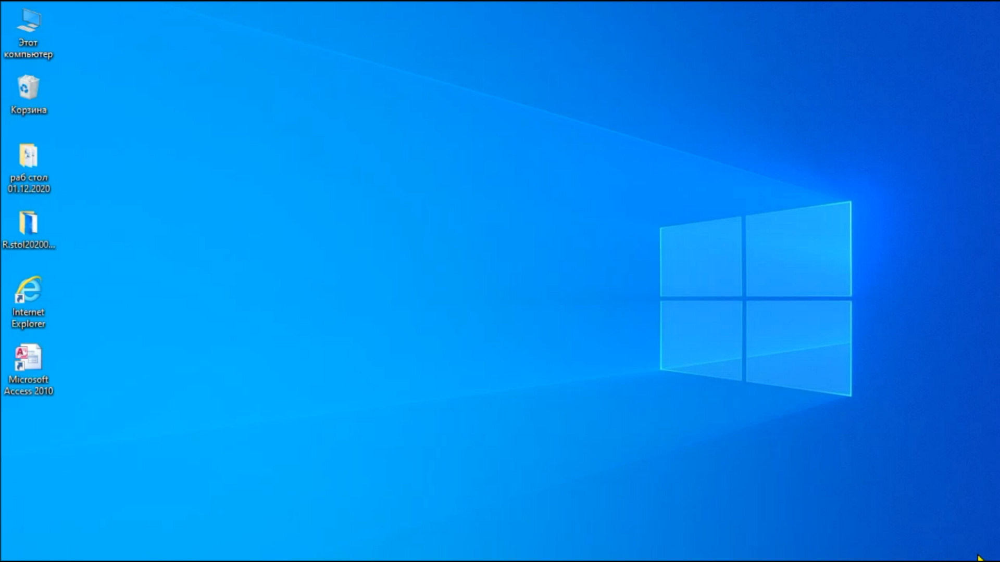 Этот
компьютер
Корзина
раб стол
01.12.2020
R.stol20200...
Internet
Explorer
Microsoft
Access 2010